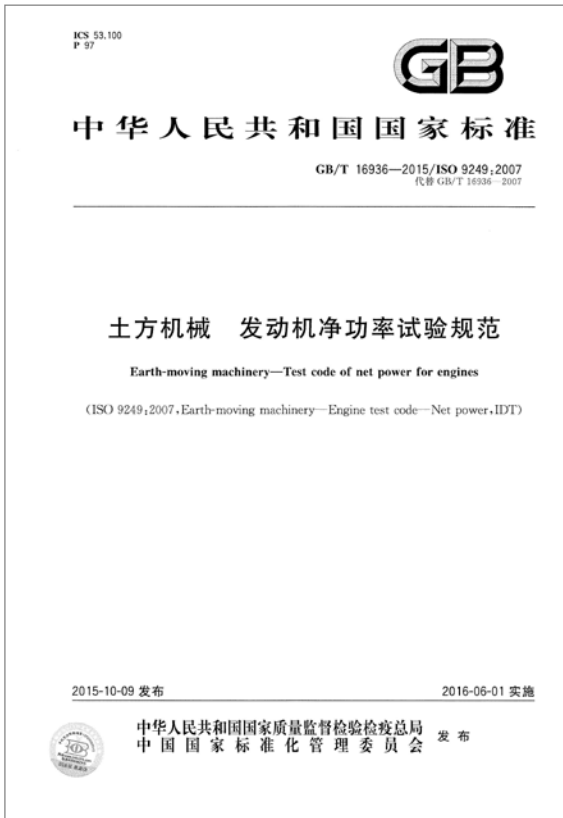 ICS 53.100
P 97
GB
中华人民共和国国家标准
GB/T 16936—2015/ISO 9249:2007
代替 GB/T 16936—2007
土方机械 发动机净功率试验规范
Earth-moving machinery—Test code of net power for engines
(ISO 9249:2007,Earth-moving machinery—Engine test code—Net power,IDT)
2015-10-09 发布
2016-06-01 实施
中华人民共和国国家质量监督检验检疫总局
中国国家标准化管理委员会
发布